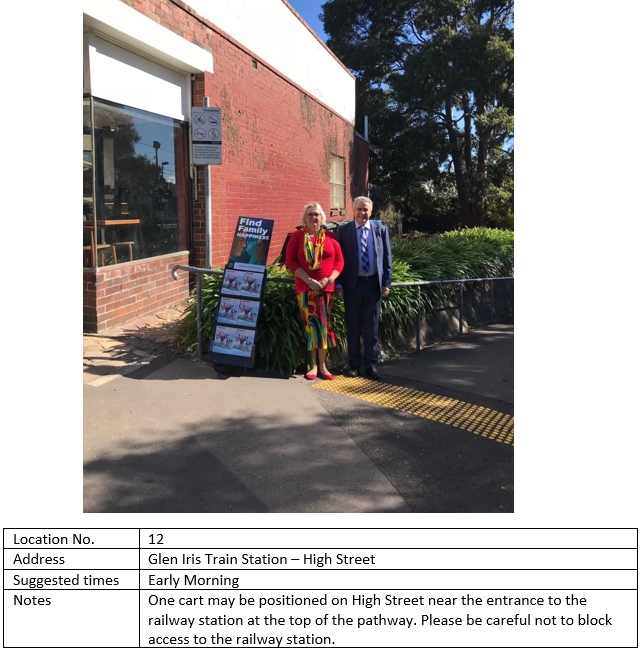 Find
Family
HAPPINESS
Location No. 12
Address Glen Iris Train Station – High Street
Suggested times Early Morning
Notes One cart may be positioned on High Street near the entrance to the
railway station at the top of the pathway. Please be careful not to block
access to the railway station.